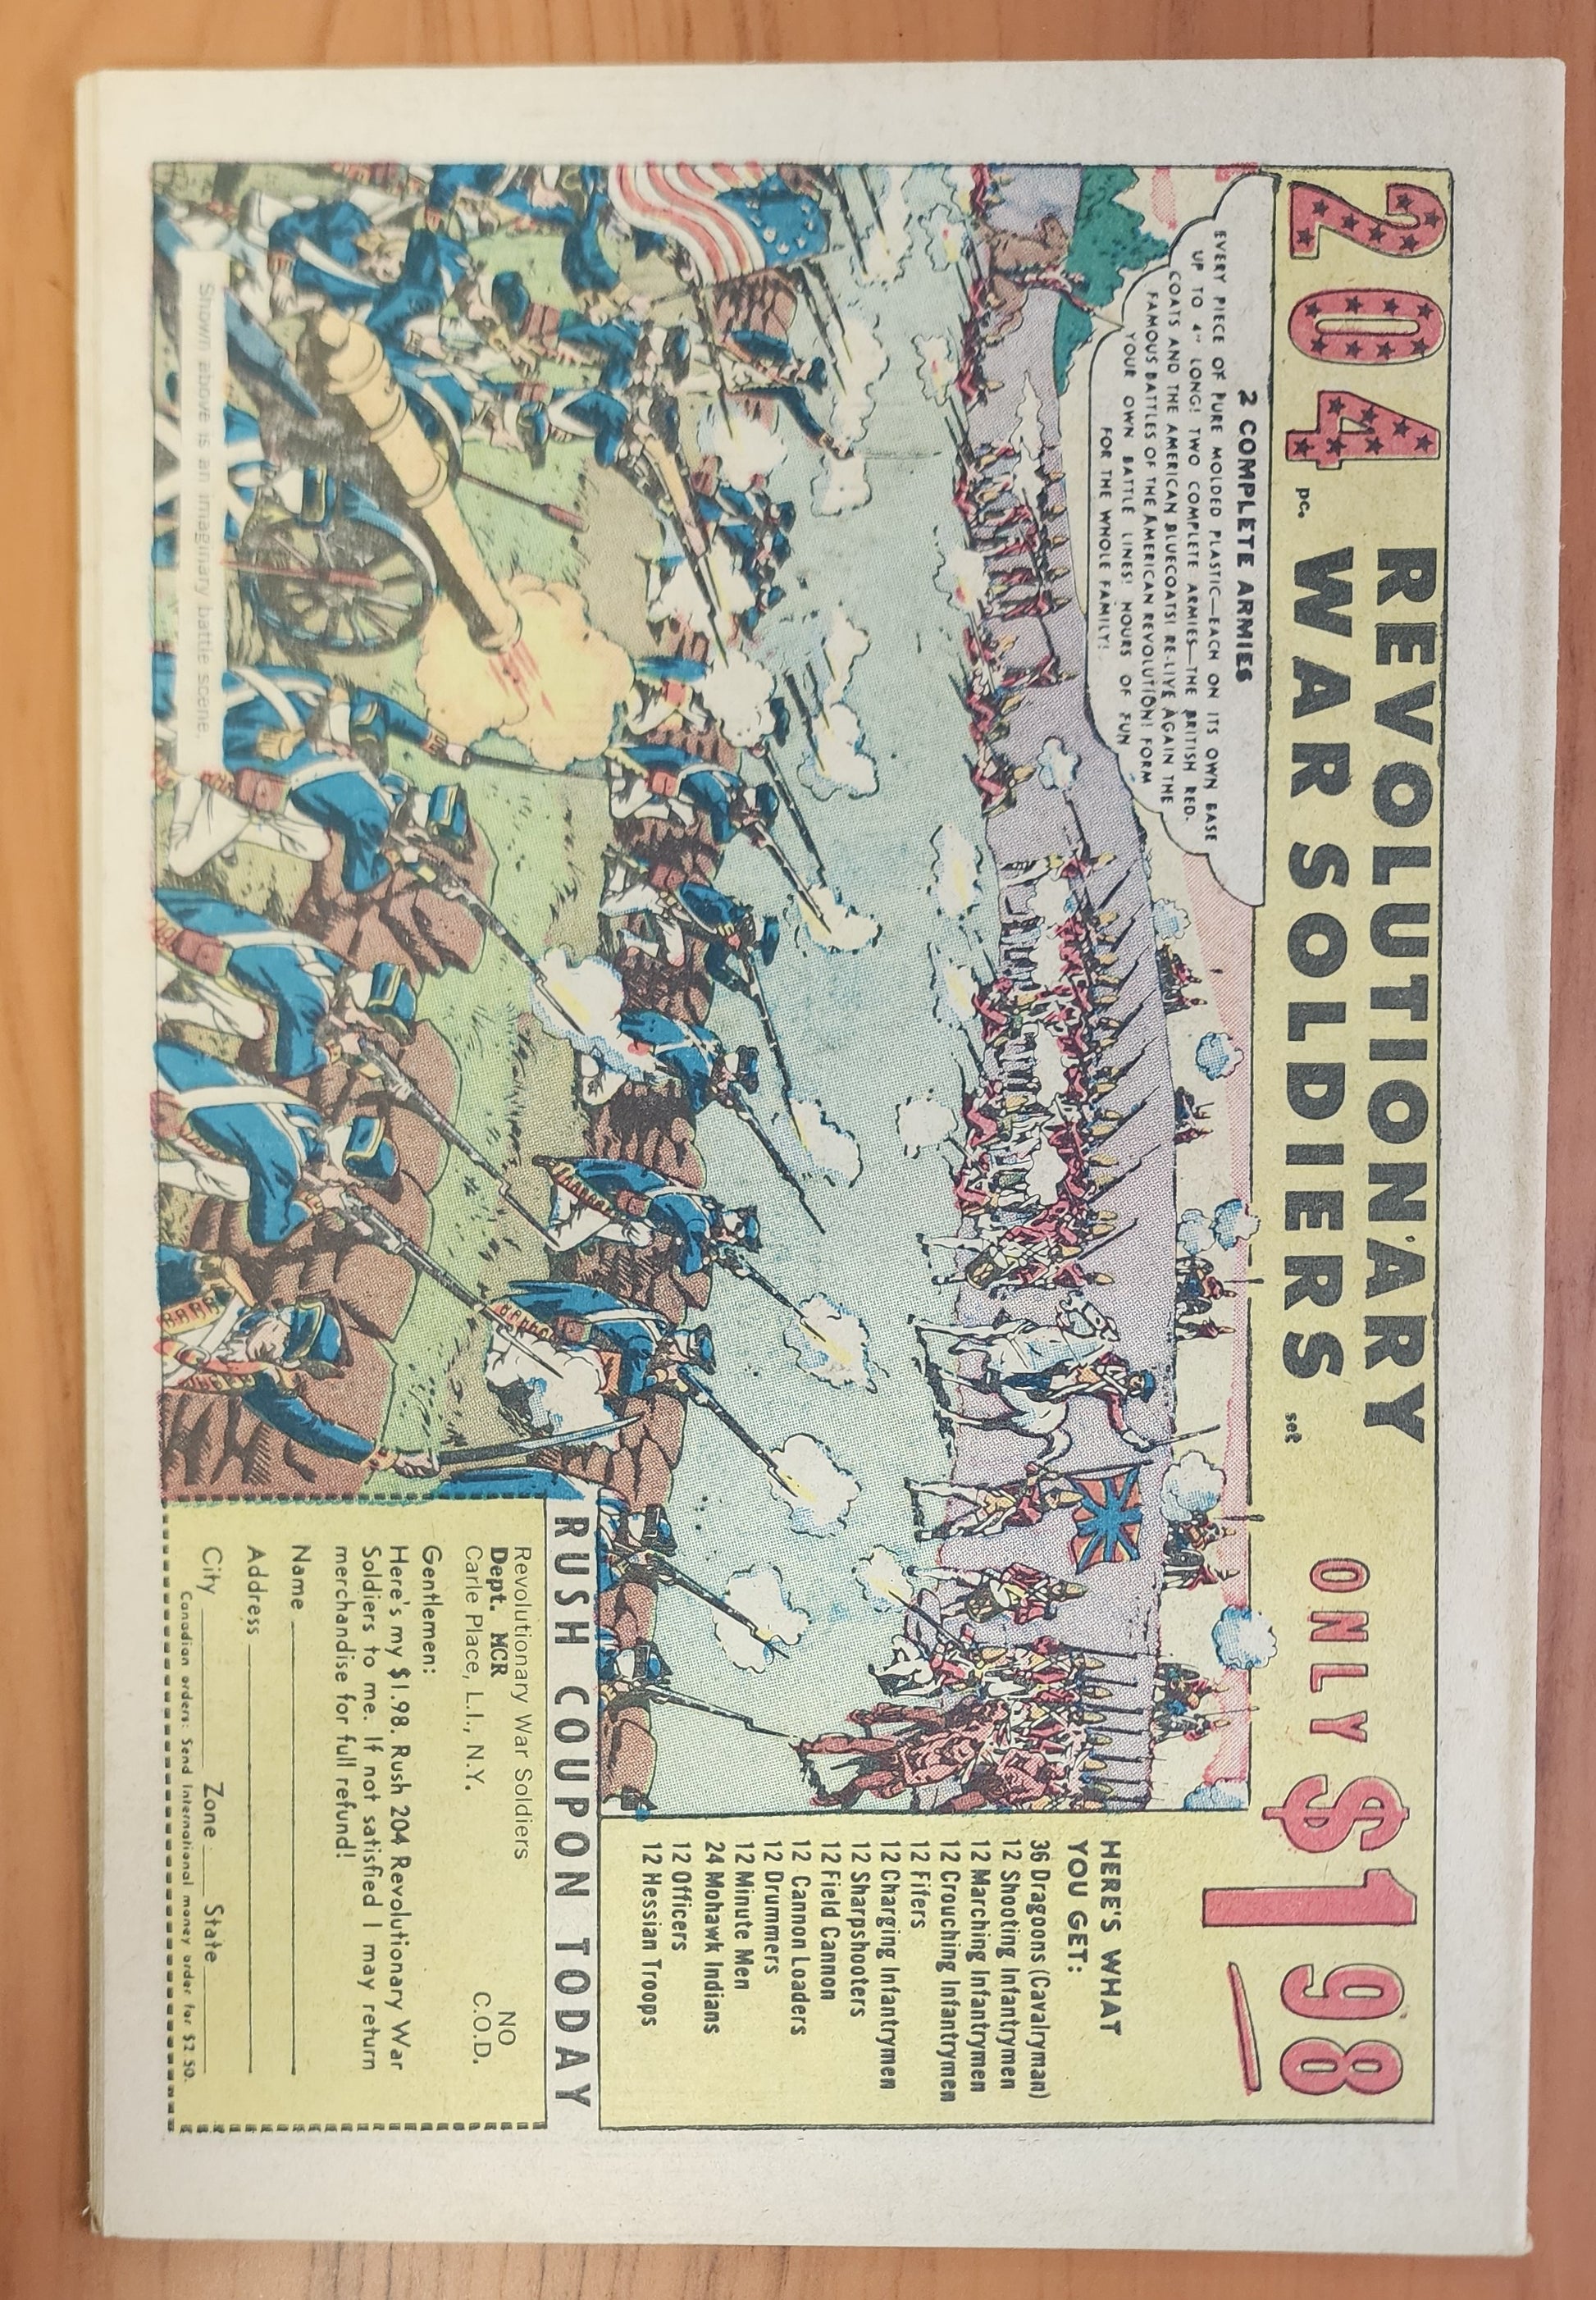 204 pc. REVOLUTIONARY
WAR SOLDIERS set
ONLY $1 98
2 COMPLETE ARMIES
EVERY PIECE OF PURE MOLDED PLASTIC—EACH ON ITS OWN BASE
UP TO 4" LONG! TWO COMPLETE ARMIES—THE BRITISH RED.
COATS AND THE AMERICAN BLUECOATS! RE-LIVE AGAIN THE
FAMOUS BATTLES OF THE AMERICAN REVOLUTION! FORM
YOUR OWN BATTLE LINES! HOURS OF FUN
FOR THE WHOLE FAMILY!
HERE'S WHAT
YOU GET:
36 Dragoons (Cavalryman)
12 Shooting Infantrymen
12 Marching Infantrymen
12 Crouching Infantrymen
12 Fifers
12 Charging Infantrymen
12 Sharpshooters
12 Field Cannon
12 Cannon Loaders
12 Drummers
12 Minute Men
24 Mohawk Indians
12 Officers
12 Hessian Troops
Shown above is an imaginary battle scene.
RUSH COUPON TODAY
Revolutionary War Soldiers
Dept. MCR
Carle Place, L.I., N.Y.
NO
C.O.D.
Gentlemen:
Here's my $1.98. Rush 204 Revolutionary War
Soldiers to me. If not satisfied I may return
merchandise for full refund!
Name
Address
City Zone State
Canadian orders: Send International money order for $2 50.